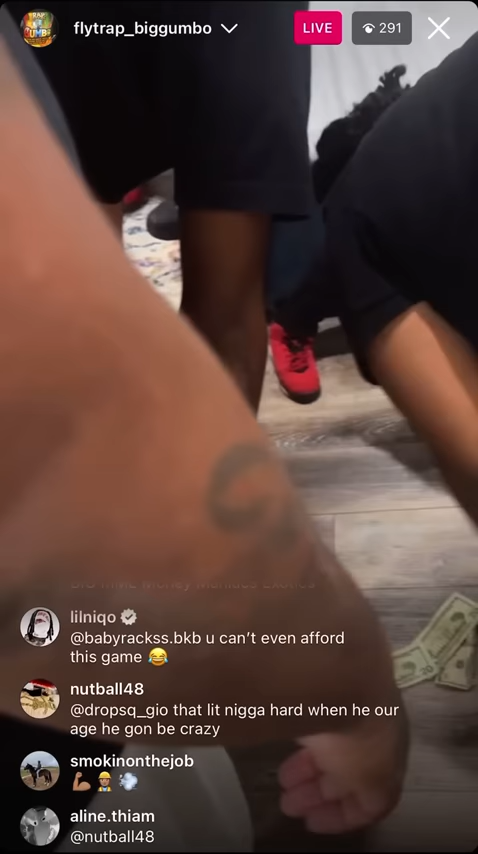 flytrap_biggumbo
LIVE
291
lilniqo
@babyrackss.bkb u can’t even afford
this game 😂
nutball48
@dropsq_gio that lit nigga hard when he our
age he gon be crazy
smokinonthejob
💪🏽👷🏽‍♂️💨
aline.thiam
@nutball48